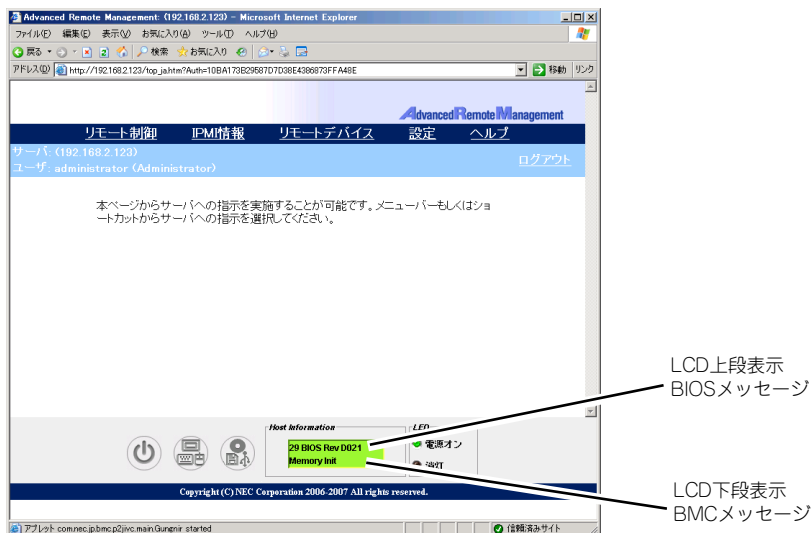 Advanced Remote Management: (192.168.2.123) - Microsoft Internet Explorer
ファイル(F) 編集(E) 表示(V) お気に入り(A) ツール(T) ヘルプ(H)
戻る 検索 お気に入り
アドレス(D) http://192.168.2.123/top_ja.htm?Auth=10BA173B29587D7D38E4386873FFA48E 移動 リンク
Advanced Remote Management
リモート制御 IPMI情報 リモートデバイス 設定 ヘルプ
サーバ: (192.168.2.123)
ユーザ: administrator (Administrator)
ログアウト
本ページからサーバへの指示を実施することが可能です。メニューバーもしくはショ
ートカットからサーバへの指示を選択してください。
LCD上段表示
BIOSメッセージ
Host Information
LED
29 BIOS Rev D021
Memory Init
電源オン
消灯
LCD下段表示
BMCメッセージ
Copyright (C) NEC Corporation 2006-2007 All rights reserved.
アプレット com.nec.jp.bmc.p2jivc.main.Gungnir started
信頼済みサイト